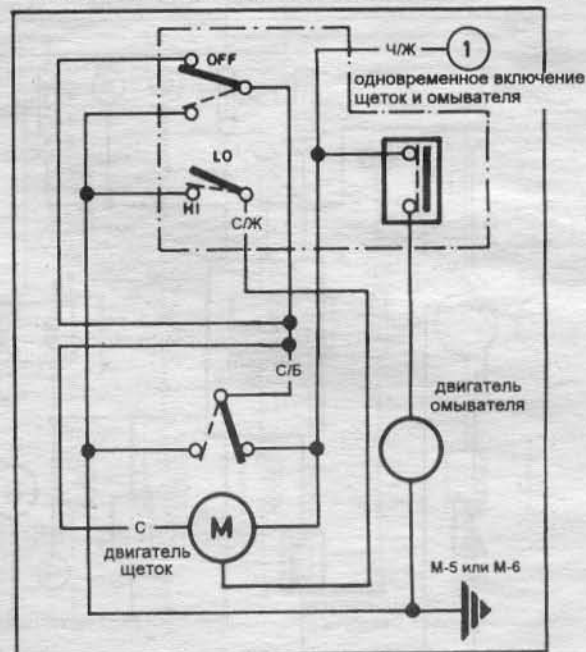 OFF
Ч/Ж
1
одновременное включение
щеток и омывателя
LO
HI
С/Ж
С/Б
двигатель
омывателя
С
M
двигатель
щеток
М-5 или М-6